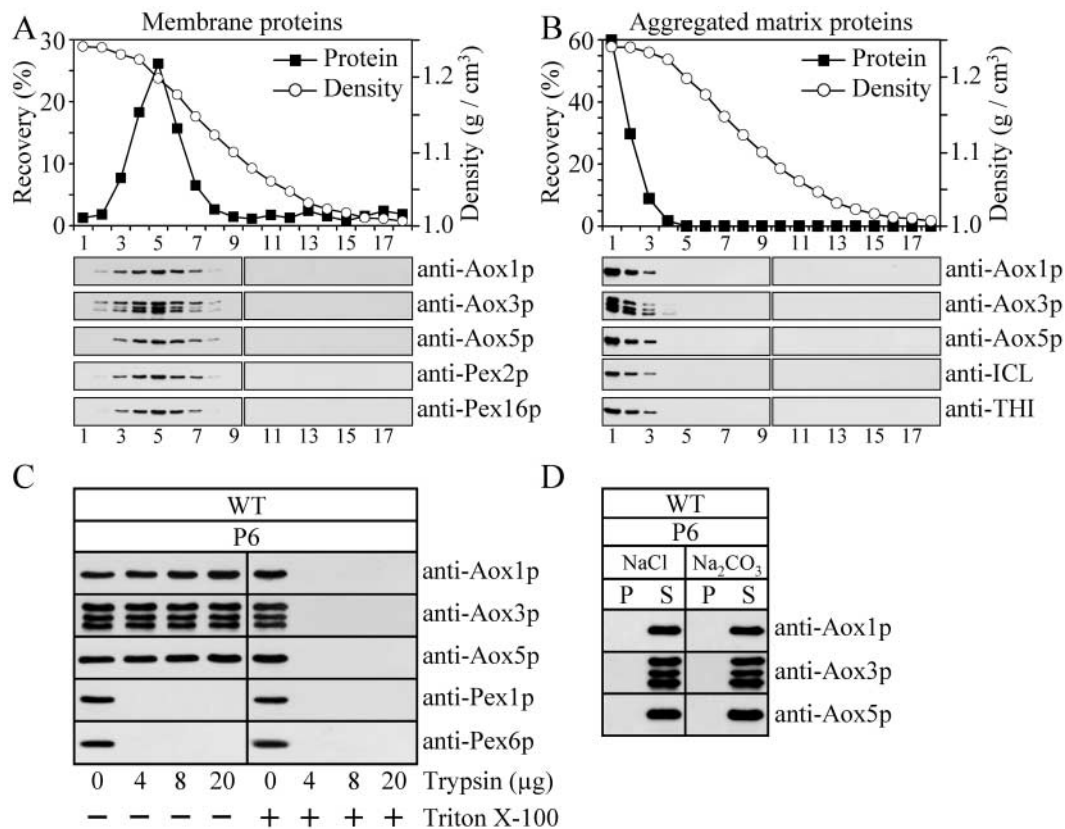 A Membrane proteins
30
20
10
0
Recovery (%)
Protein
Density
1.2
1.1
1.0
Density (g / cm³)
1 3 5 7 9 11 13 15 17
anti-Aox1p
anti-Aox3p
anti-Aox5p
anti-Pex2p
anti-Pex16p
1 3 5 7 9 11 13 15 17
B Aggregated matrix proteins
60
40
20
0
Recovery (%)
Protein
Density
1.2
1.1
1.0
Density (g / cm³)
1 3 5 7 9 11 13 15 17
anti-Aox1p
anti-Aox3p
anti-Aox5p
anti-ICL
anti-THI
1 3 5 7 9 11 13 15 17
C
WT
P6
anti-Aox1p
anti-Aox3p
anti-Aox5p
anti-Pex1p
anti-Pex6p
0 4 8 20 0 4 8 20 Trypsin (µg)
− − − − + + + + Triton X-100
D
WT
P6
NaCl Na₂CO₃
P S P S
anti-Aox1p
anti-Aox3p
anti-Aox5p